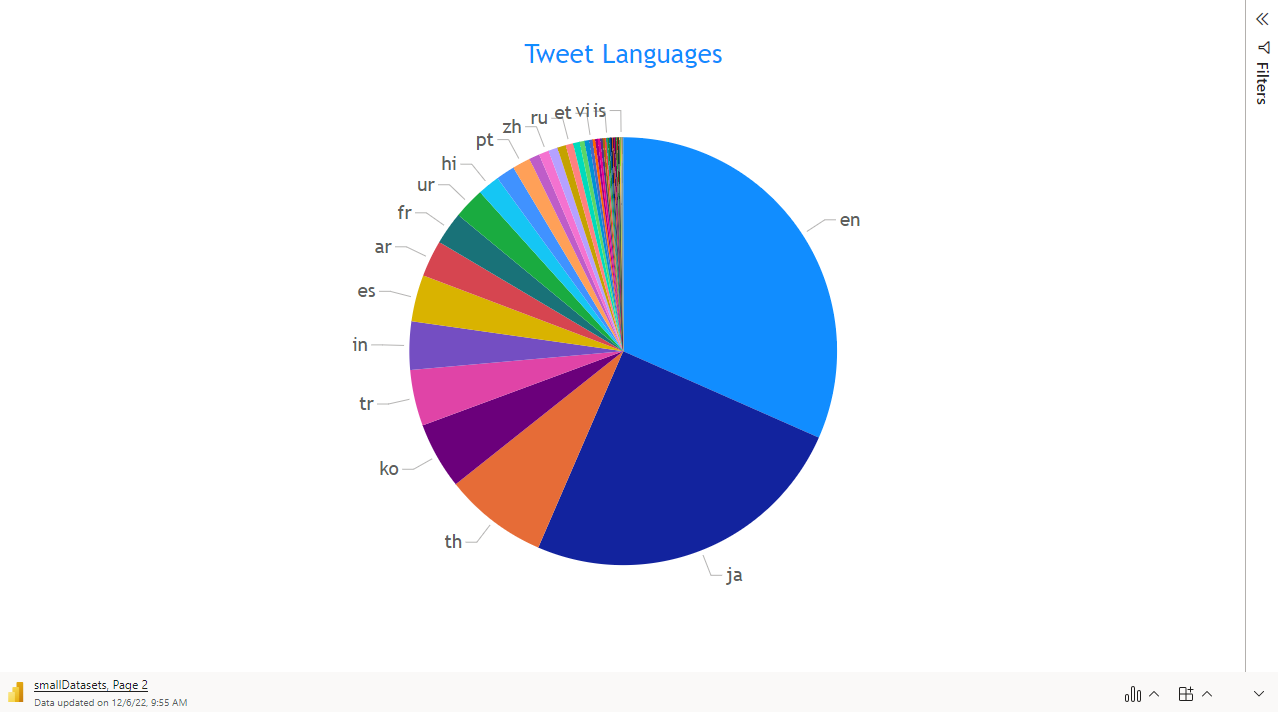 Tweet Languages
en
ja
th
ko
tr
in
es
ar
fr
ur
hi
pt
zh
ru
et
vi
is
Filters
smallDatasets, Page 2
Data updated on 12/6/22, 9:55 AM